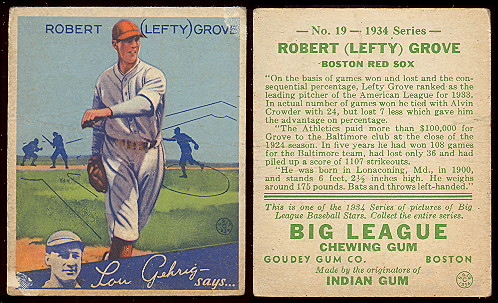 ROBERT (LEFTY) GROVE
Lou Gehrig
says...
No. 19 — 1934 Series
ROBERT (LEFTY) GROVE
BOSTON RED SOX
"On the basis of games won and lost and the con-
sequential percentage, Lefty Grove ranked as the
leading pitcher of the American League for 1933.
In actual number of games won he tied with Alvin
Crowder with 24, but lost 7 less which gave him
the advantage on percentage.
"The Athletics paid more than $100,000 for
Grove to the Baltimore club at the close of the
1924 season. In five years he had won 108 games
for the Baltimore team, had lost only 36 and had
piled up a score of 1107 strikeouts.
"He was born in Lonaconing, Md., in 1900,
and stands 6 feet, 2½ inches high. He weighs
around 175 pounds. Bats and throws left-handed."
This is one of the 1934 Series of pictures of Big
League Baseball Stars. Collect the entire series.
BIG LEAGUE
CHEWING GUM
GOUDEY GUM CO. BOSTON
Made by the originators of
INDIAN GUM